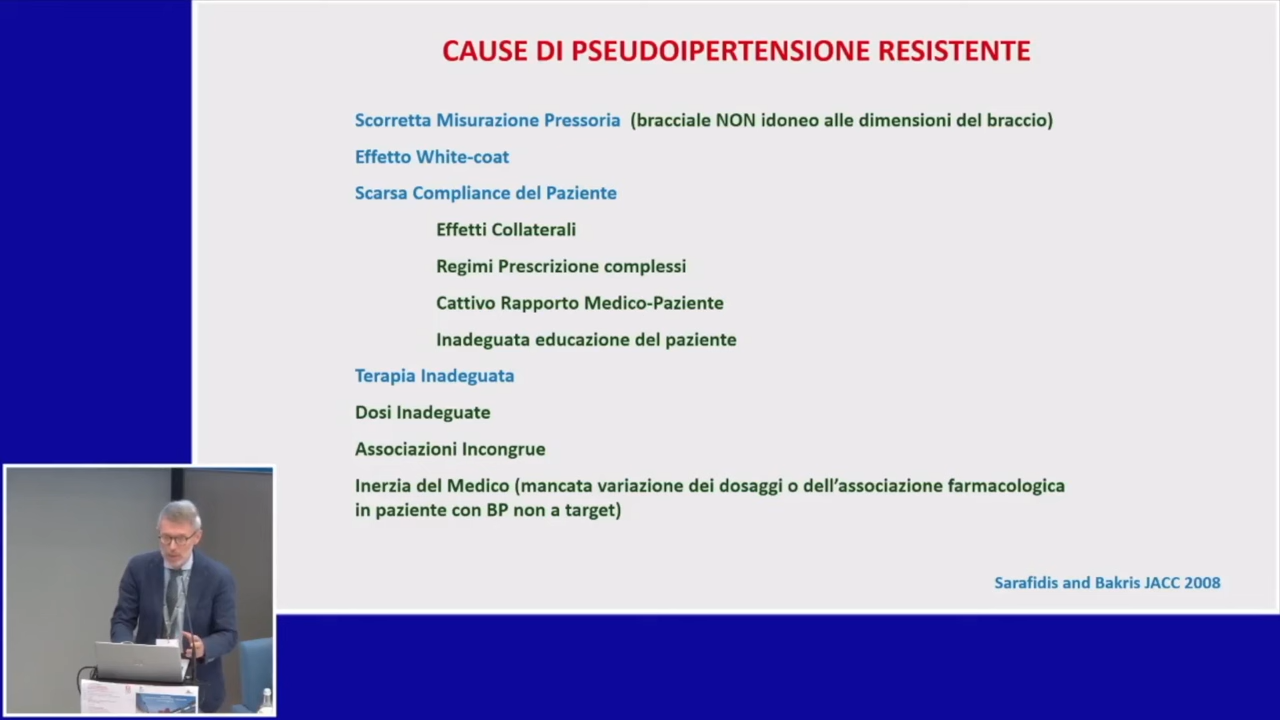 CAUSE DI PSEUDOIPERTENSIONE RESISTENTE
Scorretta Misurazione Pressoria (bracciale NON idoneo alle dimensioni del braccio)
Effetto White-coat
Scarsa Compliance del Paziente
Effetti Collaterali
Regimi Prescrizione complessi
Cattivo Rapporto Medico-Paziente
Inadeguata educazione del paziente
Terapia Inadeguata
Dosi Inadeguate
Associazioni Incongrue
Inerzia del Medico (mancata variazione dei dosaggi o dell’associazione farmacologica
in paziente con BP non a target)
Sarafidis and Bakris JACC 2008